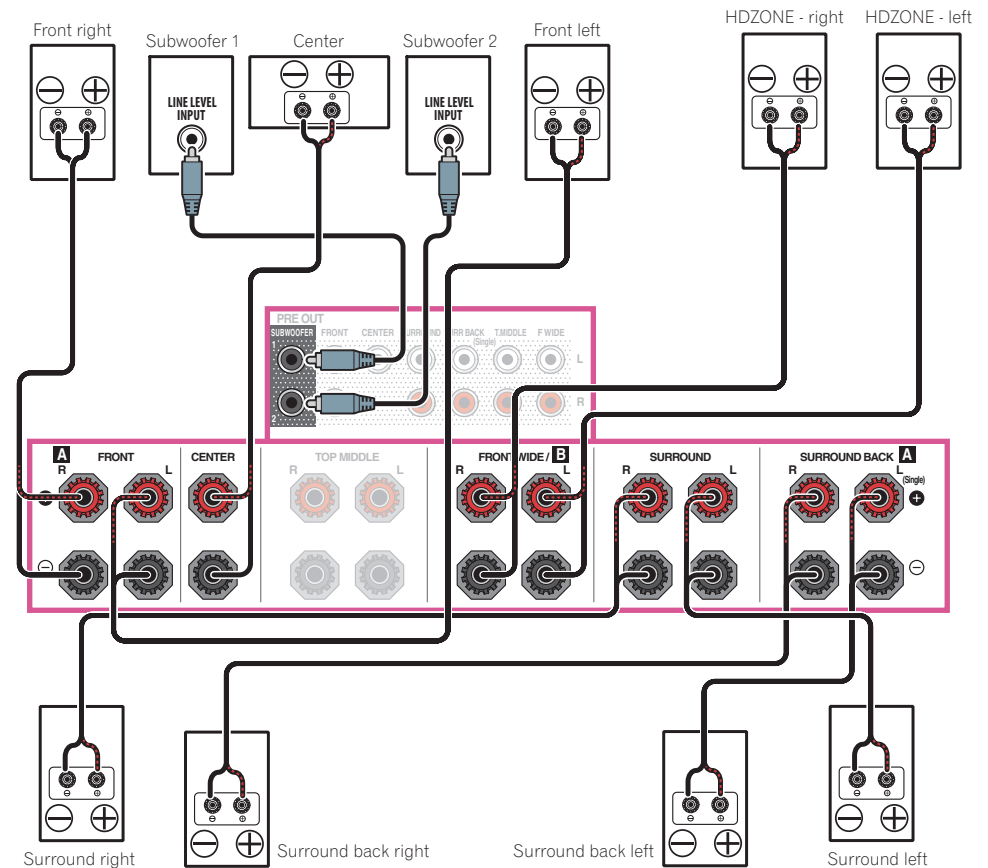 Front right
Subwoofer 1
Center
Subwoofer 2
Front left
HDZONE - right
HDZONE - left
LINE LEVEL
INPUT
LINE LEVEL
INPUT
PRE OUT
SUBWOOFER FRONT CENTER SURROUND SURR BACK T.MIDDLE F WIDE
(Single)
1
L
2
R
A FRONT CENTER TOP MIDDLE FRONT WIDE / B SURROUND SURROUND BACK A
R L R L R L R L R L
(Single)
Surround right
Surround back right
Surround back left
Surround left